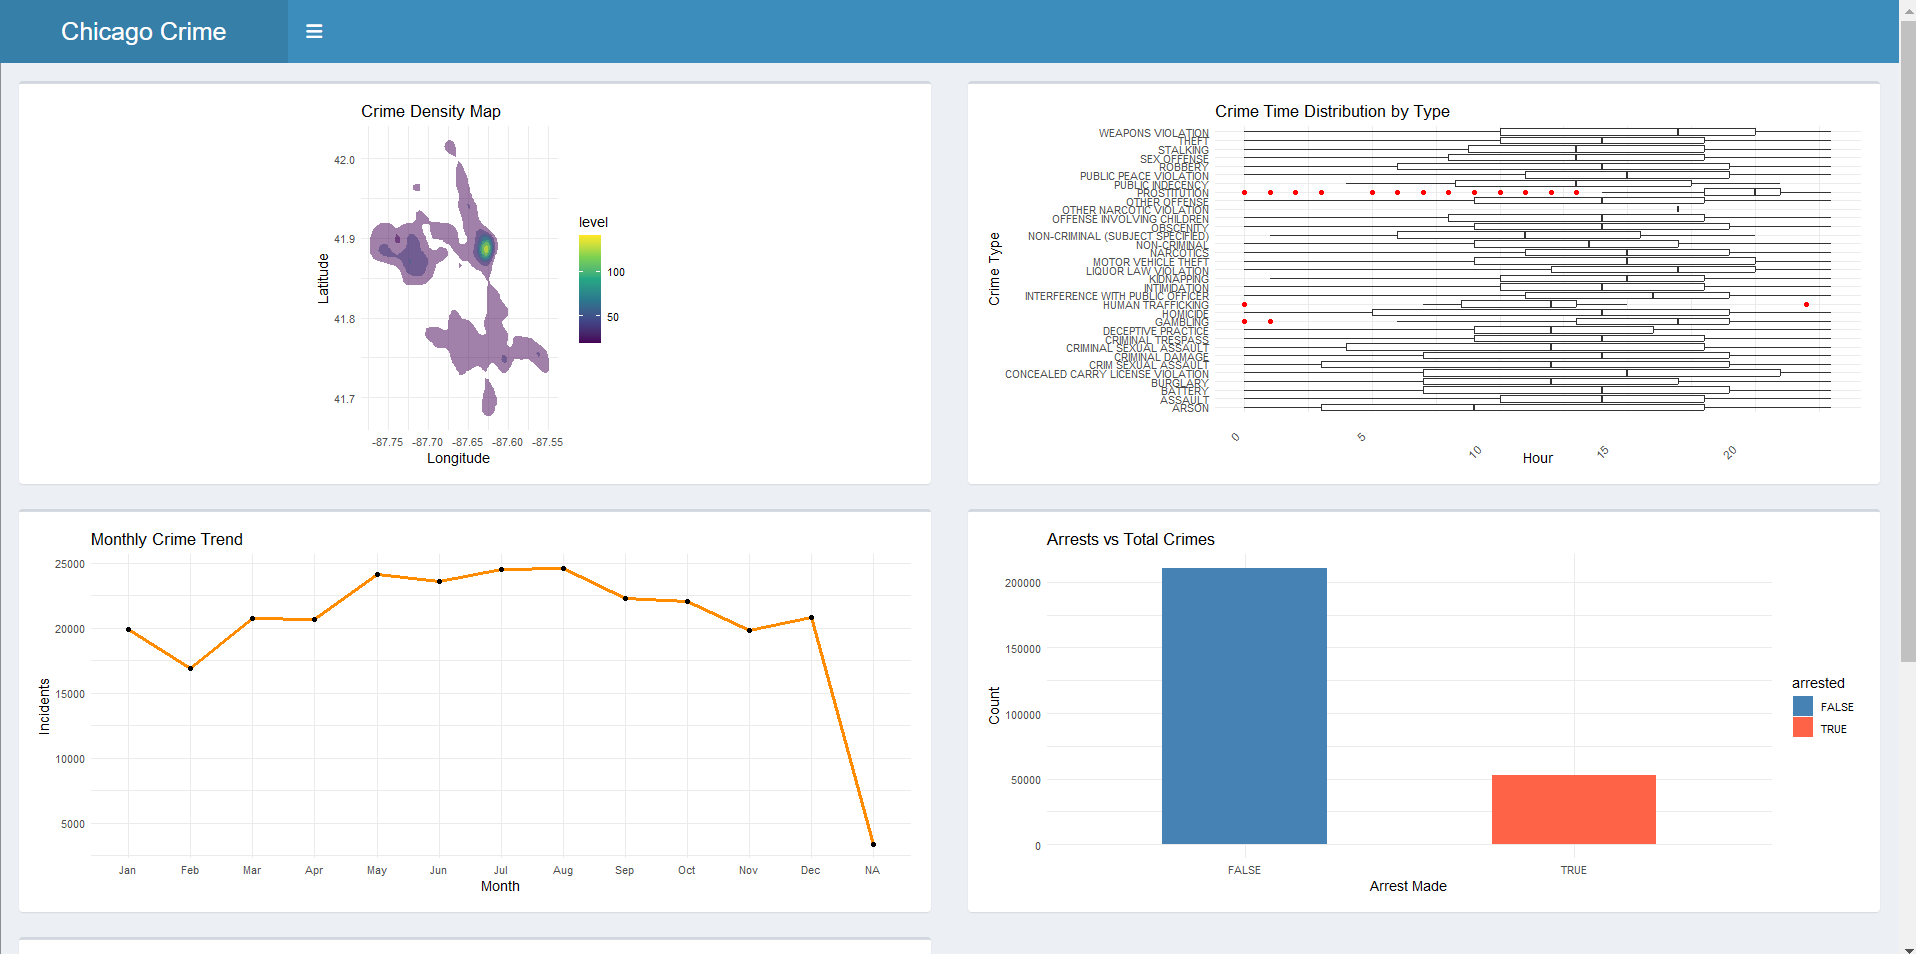 Chicago Crime
Crime Density Map
42.0
41.9
41.8
41.7
Latitude
-87.75 -87.70 -87.65 -87.60 -87.55
Longitude
level
100
50
Crime Time Distribution by Type
Crime Type
WEAPONS VIOLATION
THEFT
STALKING
SEX OFFENSE
ROBBERY
PUBLIC PEACE VIOLATION
PUBLIC INDECENCY
PROSTITUTION
OTHER OFFENSE
OTHER NARCOTIC VIOLATION
OFFENSE INVOLVING CHILDREN
OBSCENITY
NON-CRIMINAL (SUBJECT SPECIFIED)
NON-CRIMINAL
NARCOTICS
MOTOR VEHICLE THEFT
LIQUOR LAW VIOLATION
KIDNAPPING
INTIMIDATION
INTERFERENCE WITH PUBLIC OFFICER
HUMAN TRAFFICKING
HOMICIDE
GAMBLING
DECEPTIVE PRACTICE
CRIMINAL TRESPASS
CRIMINAL SEXUAL ASSAULT
CRIMINAL DAMAGE
CRIM SEXUAL ASSAULT
CONCEALED CARRY LICENSE VIOLATION
BURGLARY
BATTERY
ASSAULT
ARSON
0 5 10 15 20
Hour
Monthly Crime Trend
25000
20000
15000
10000
5000
Incidents
Jan Feb Mar Apr May Jun Jul Aug Sep Oct Nov Dec NA
Month
Arrests vs Total Crimes
200000
150000
100000
50000
0
Count
FALSE TRUE
Arrest Made
arrested
FALSE
TRUE